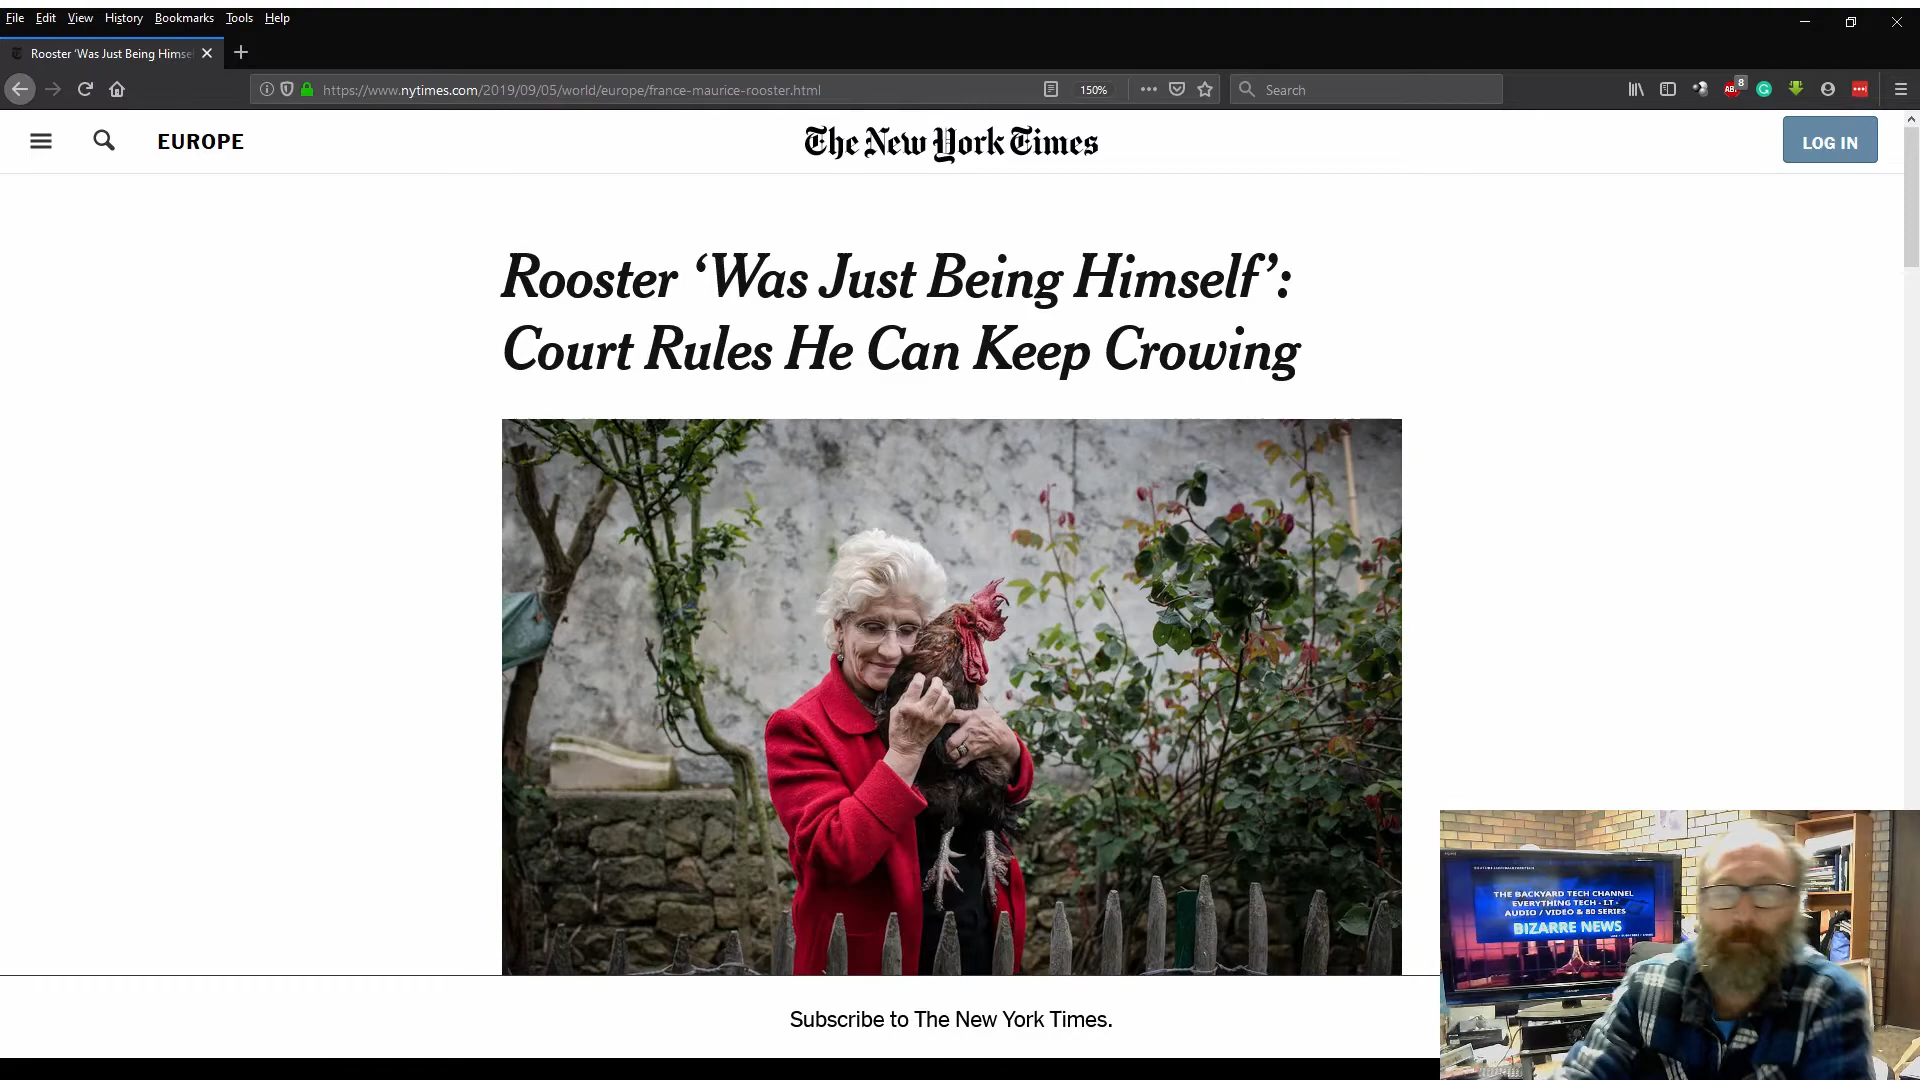 File Edit View History Bookmarks Tools Help
Rooster ‘Was Just Being Himse
https://www.nytimes.com/2019/09/05/world/europe/france-maurice-rooster.html
150%
Search
ABP
8
EUROPE
The New York Times
LOG IN
Rooster ‘Was Just Being Himself’:
Court Rules He Can Keep Crowing
THE BACKYARD TECH CHANNEL
EVERYTHING TECH - LT -
AUDIO / VIDEO & 80 SERIES
BIZARRE NEWS
Subscribe to The New York Times.